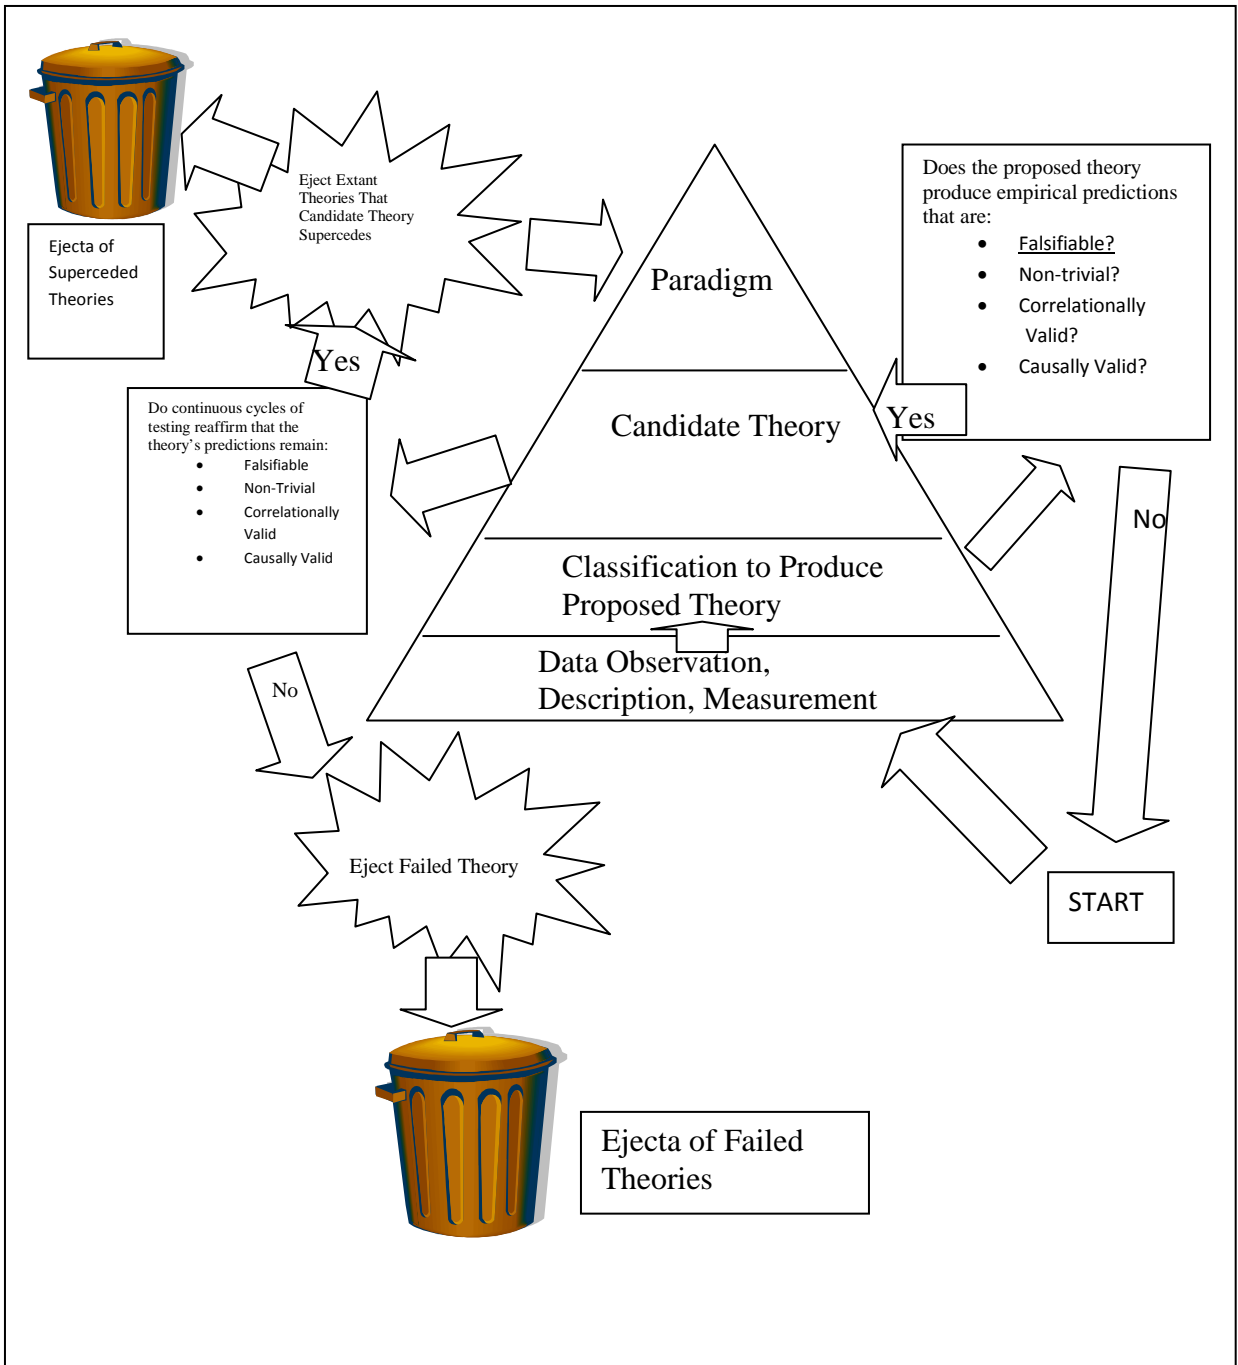 Eject Extant
Theories That
Candidate Theory
Supercedes
Ejecta of
Superceded
Theories
Does the proposed theory
produce empirical predictions
that are:
• Falsifiable?
• Non-trivial?
• Correlationally
Valid?
• Causally Valid?
Paradigm
Yes
Yes
Candidate Theory
Do continuous cycles of
testing reaffirm that the
theory's predictions remain:
• Falsifiable
• Non-Trivial
• Correlationally
Valid
• Causally Valid
No
Classification to Produce
Proposed Theory
Data Observation,
Description, Measurement
No
Eject Failed Theory
START
Ejecta of Failed
Theories